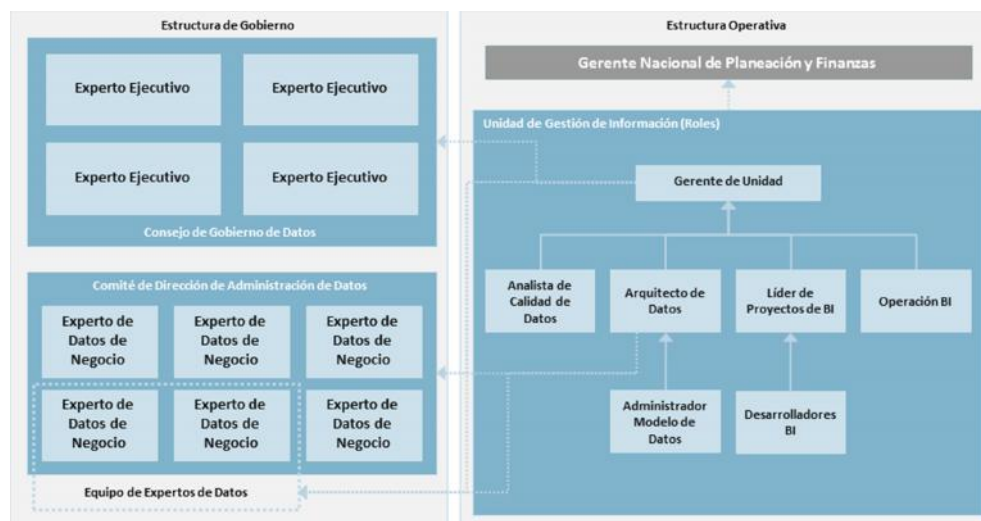 Estructura de Gobierno
Experto Ejecutivo
Experto Ejecutivo
Experto Ejecutivo
Experto Ejecutivo
Consejo de Gobierno de Datos
Comité de Dirección de Administración de Datos
Experto de
Datos de
Negocio
Experto de
Datos de
Negocio
Experto de
Datos de
Negocio
Experto de
Datos de
Negocio
Experto de
Datos de
Negocio
Experto de
Datos de
Negocio
Equipo de Expertos de Datos
Estructura Operativa
Gerente Nacional de Planeación y Finanzas
Unidad de Gestión de Información (Roles)
Gerente de Unidad
Analista de
Calidad de
Datos
Arquitecto de
Datos
Líder de
Proyectos de BI
Operación BI
Administrador
Modelo de
Datos
Desarrolladores
BI